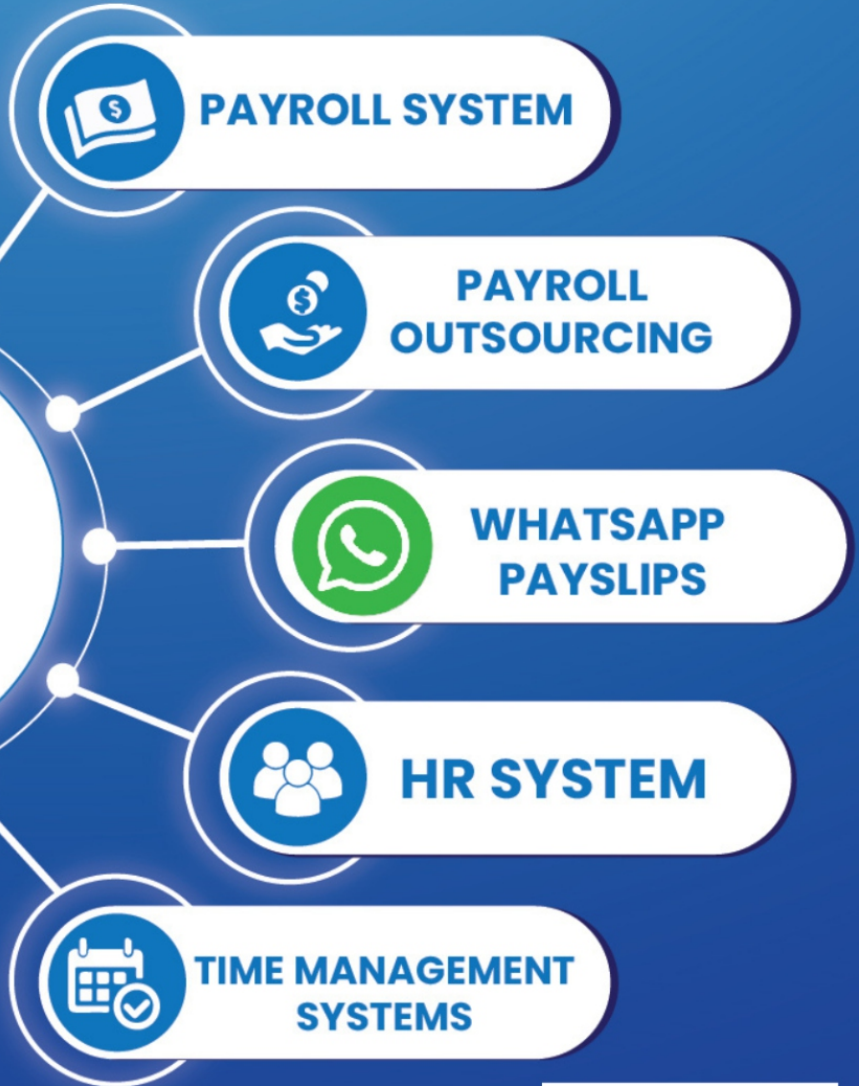 PAYROLL SYSTEM
PAYROLL
OUTSOURCING
WHATSAPP
PAYSLIPS
HR SYSTEM
TIME MANAGEMENT
SYSTEMS